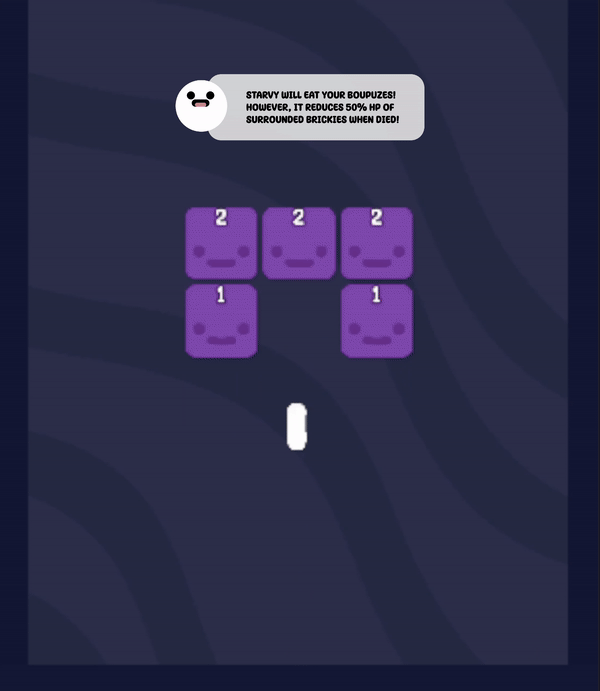 STARVY WILL EAT YOUR BOUPUZES!
HOWEVER, IT REDUCES 50% HP OF
SURROUNDED BRICKIES WHEN DIED!
2 2 2
1 1